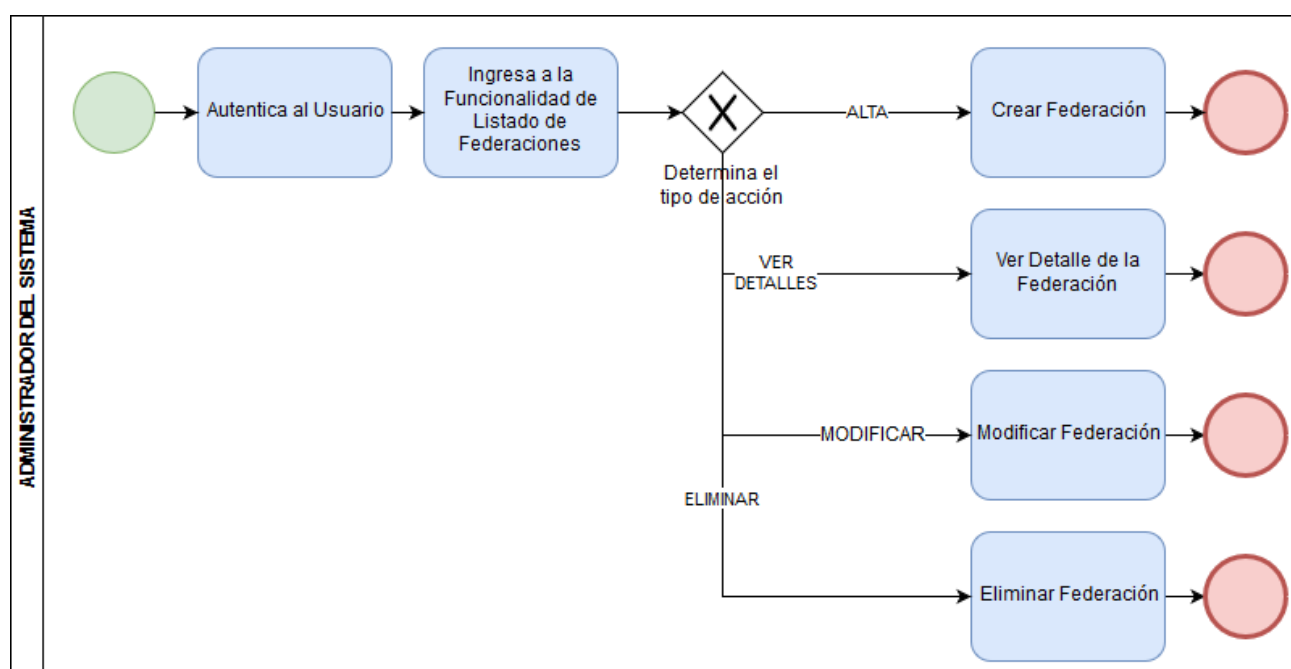 ADMINISTRADOR DEL SISTEMA
Autentica al Usuario
Ingresa a la
Funcionalidad de
Listado de
Federaciones
Determina el
tipo de acción
ALTA
Crear Federación
VER
DETALLES
Ver Detalle de la
Federación
MODIFICAR
Modificar Federación
ELIMINAR
Eliminar Federación